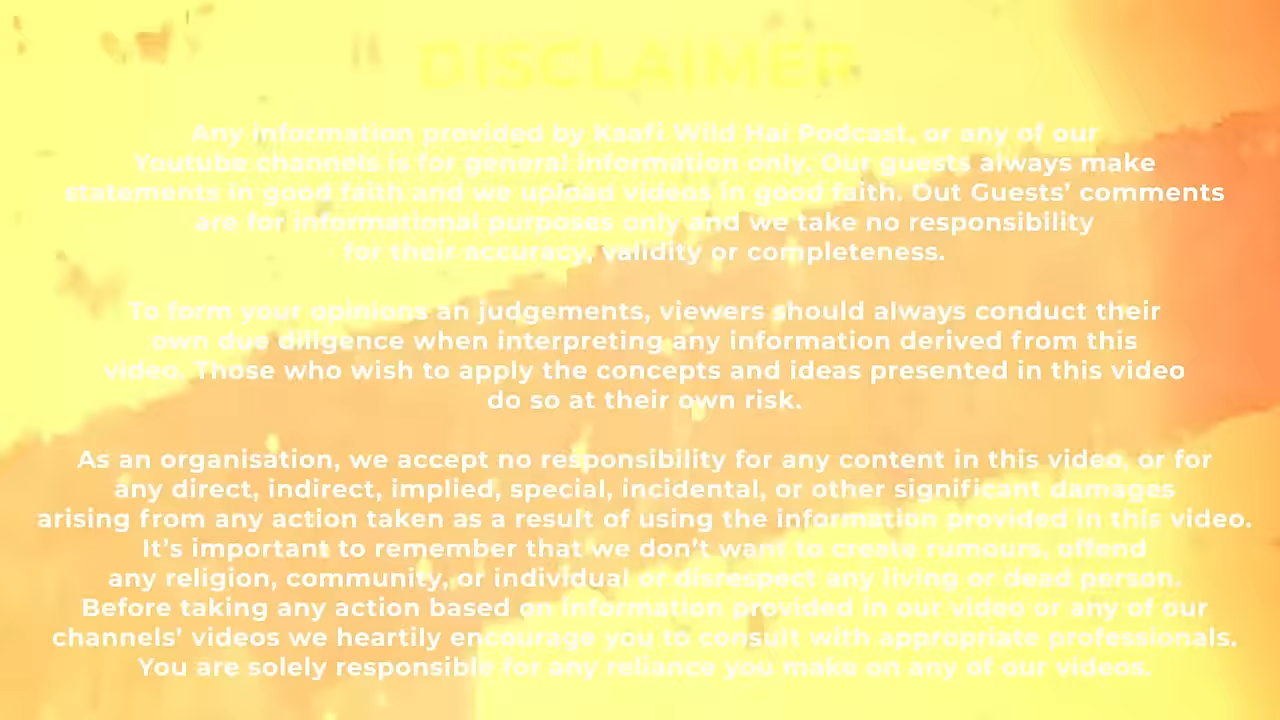 DISCLAIMER
Any information provided by Kaafi Wild Hai Podcast, or any of our
Youtube channels is for general information only. Our guests always make
statements in good faith and we upload videos in good faith. Out Guests’ comments
are for informational purposes only and we take no responsibility
for their accuracy, validity or completeness.
To form your opinions an judgements, viewers should always conduct their
own due diligence when interpreting any information derived from this
video. Those who wish to apply the concepts and ideas presented in this video
do so at their own risk.
As an organisation, we accept no responsibility for any content in this video, or for
any direct, indirect, implied, special, incidental, or other significant damages
arising from any action taken as a result of using the information provided in this video.
It’s important to remember that we don’t want to create rumours, offend
any religion, community, or individual or disrespect any living or dead person.
Before taking any action based on information provided in our video or any of our
channels’ videos we heartily encourage you to consult with appropriate professionals.
You are solely responsible for any reliance you make on any of our videos.